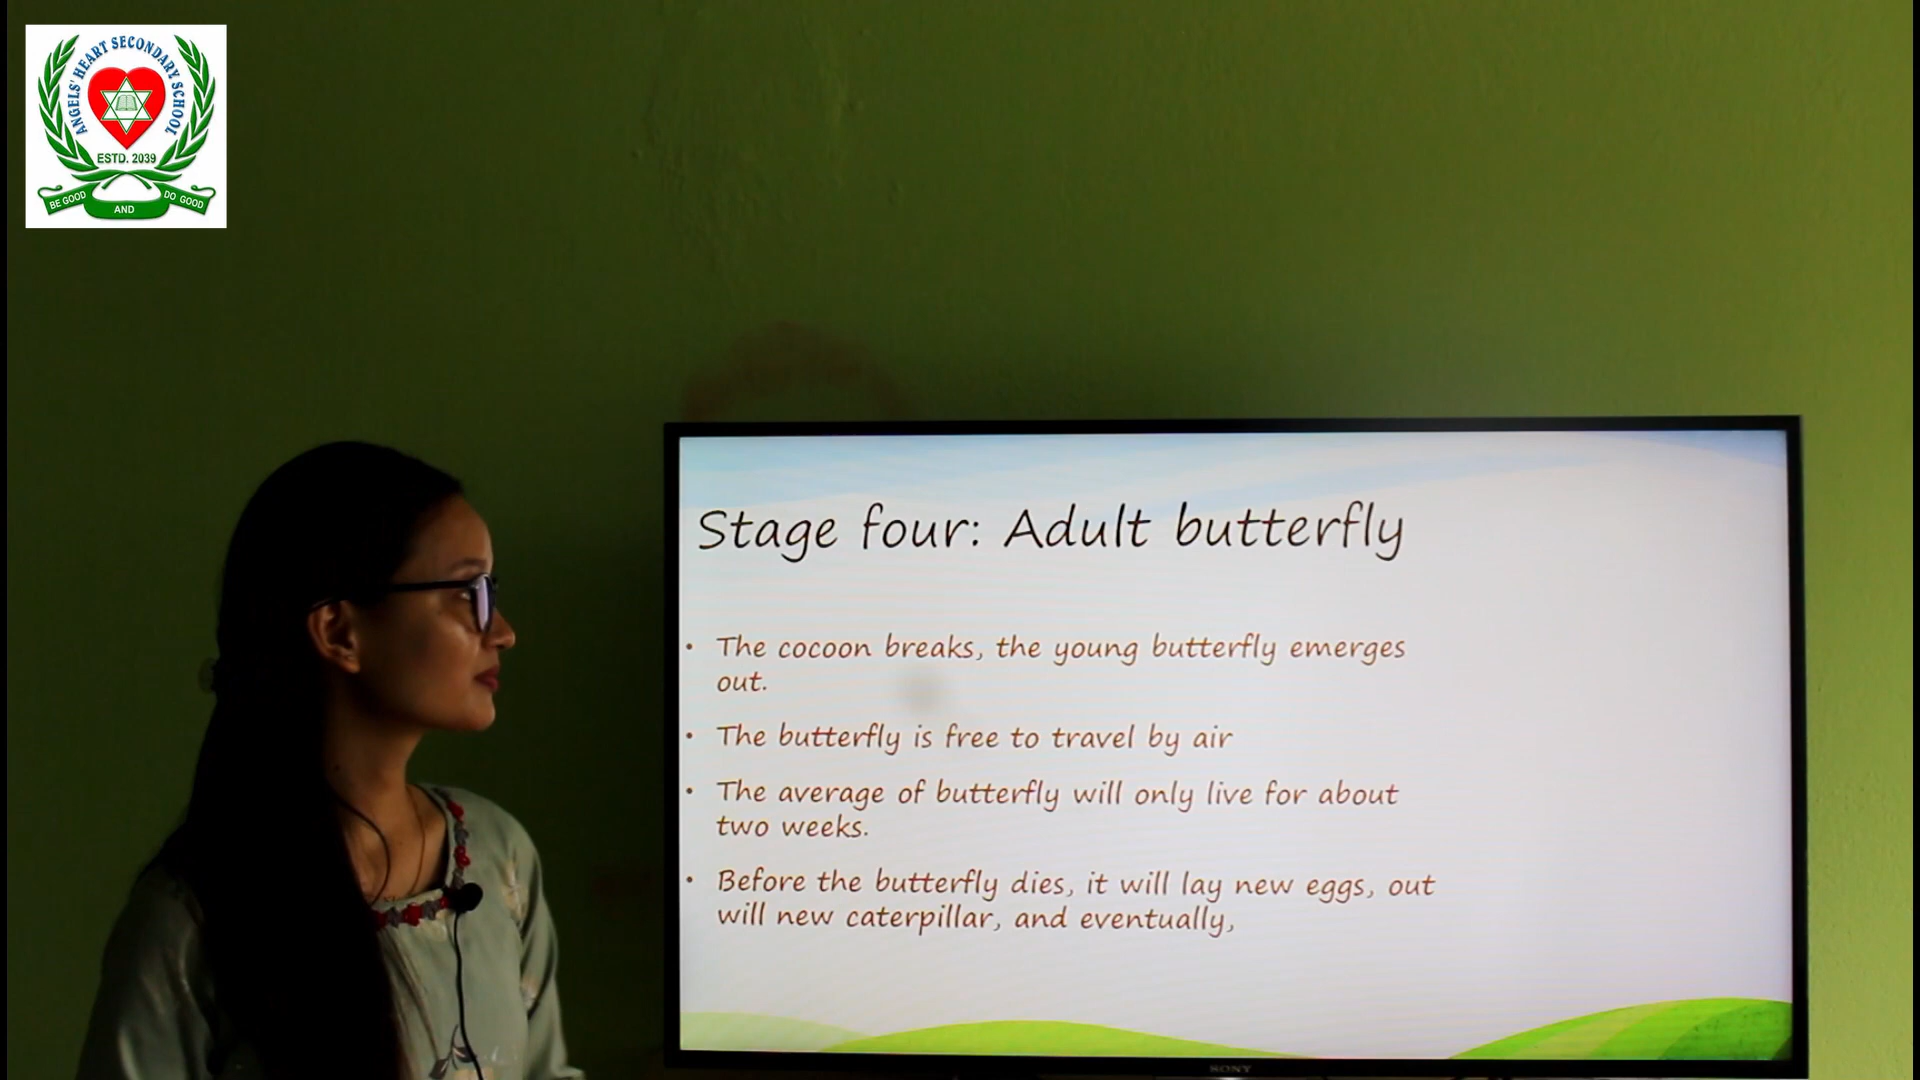 ANGELS' HEART SECONDARY SCHOOL
ESTD. 2039
BE GOOD AND DO GOOD
Stage four: Adult butterfly
• The cocoon breaks, the young butterfly emerges
out.
• The butterfly is free to travel by air
• The average of butterfly will only live for about
two weeks.
• Before the butterfly dies, it will lay new eggs, out
will new caterpillar, and eventually,
SONY